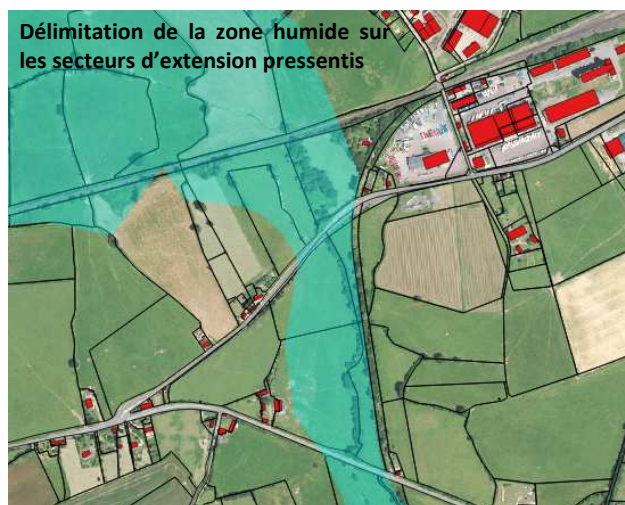 Délimitation de la zone humide sur
les secteurs d’extension pressentis